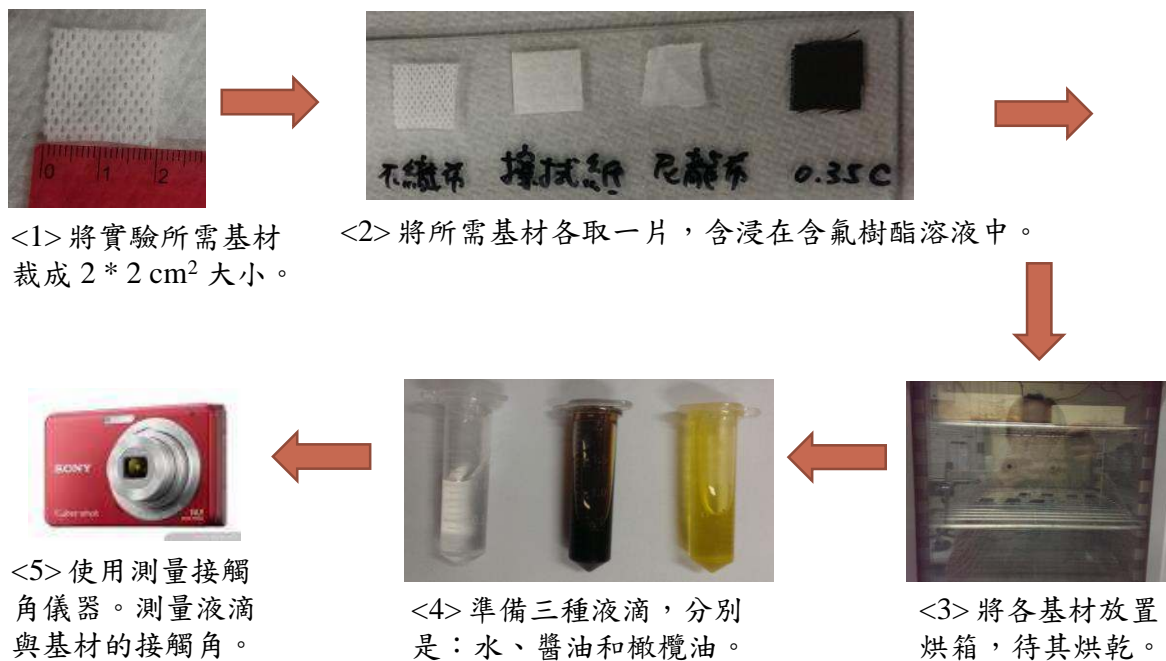 0 1 2
不織布 擦拭紙 尼龍布 0.35C
<1> 將實驗所需基材
裁成 2 * 2 cm² 大小。
<2> 將所需基材各取一片，含浸在含氟樹酯溶液中。
<3> 將各基材放置
烘箱，待其烘乾。
<4> 準備三種液滴，分別
是：水、醬油和橄欖油。
<5> 使用測量接觸
角儀器。測量液滴
與基材的接觸角。
SONY
Cyber-shot